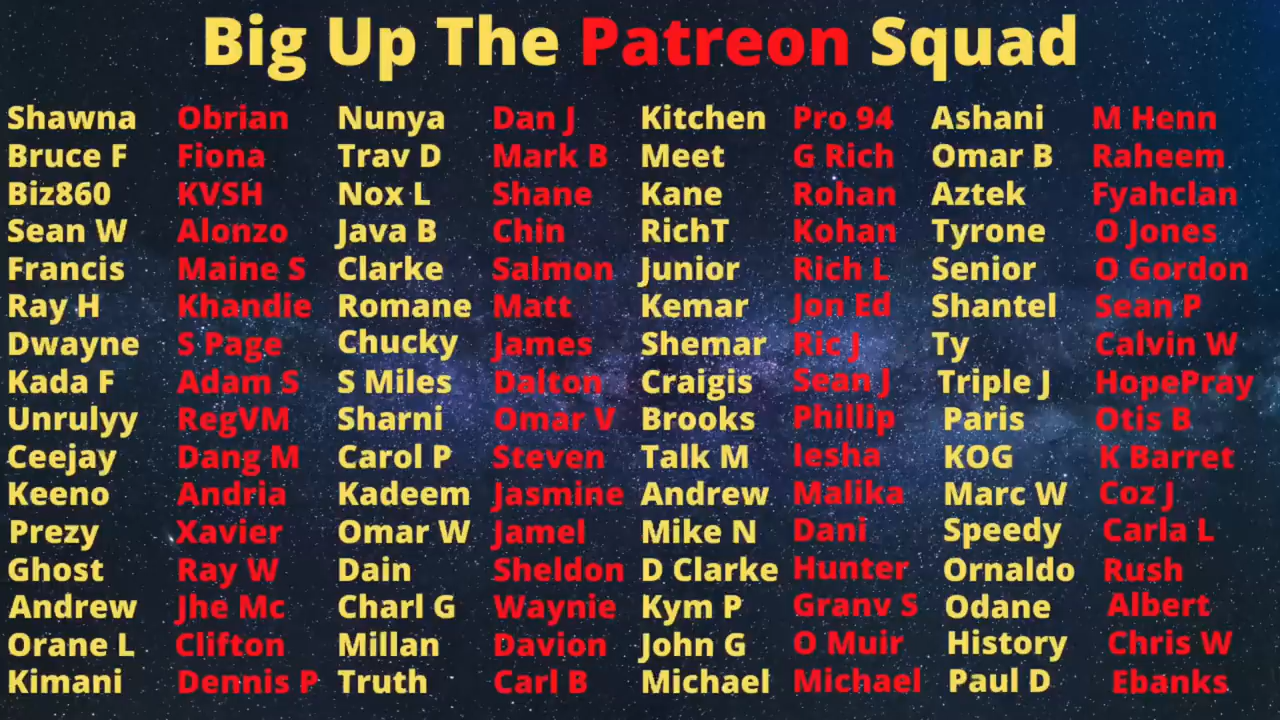 Big Up The Patreon Squad
Shawna Obrian Nunya Dan J Kitchen Pro 94 Ashani M Henn
Bruce F Fiona Trav D Mark B Meet G Rich Omar B Raheem
Biz860 KVSH Nox L Shane Kane Rohan Aztek Fyahclan
Sean W Alonzo Java B Chin RichT Kohan Tyrone O Jones
Francis Maine S Clarke Salmon Junior Rich L Senior O Gordon
Ray H Khandie Romane Matt Kemar Jon Ed Shantel Sean P
Dwayne S Page Chucky James Shemar Ric J Ty Calvin W
Kada F Adam S S Miles Dalton Craigis Sean J Triple J HopePray
Unrulyy RegVM Sharni Omar V Brooks Phillip Paris Otis B
Ceejay Dang M Carol P Steven Talk M Iesha KOG K Barret
Keeno Andria Kadeem Jasmine Andrew Malika Marc W Coz J
Prezy Xavier Omar W Jamel Mike N Dani Speedy Carla L
Ghost Ray W Dain Sheldon D Clarke Hunter Ornaldo Rush
Andrew Jhe Mc Charl G Waynie Kym P Granv S Odane Albert
Orane L Clifton Millan Davion John G O Muir History Chris W
Kimani Dennis P Truth Carl B Michael Michael Paul D Ebanks